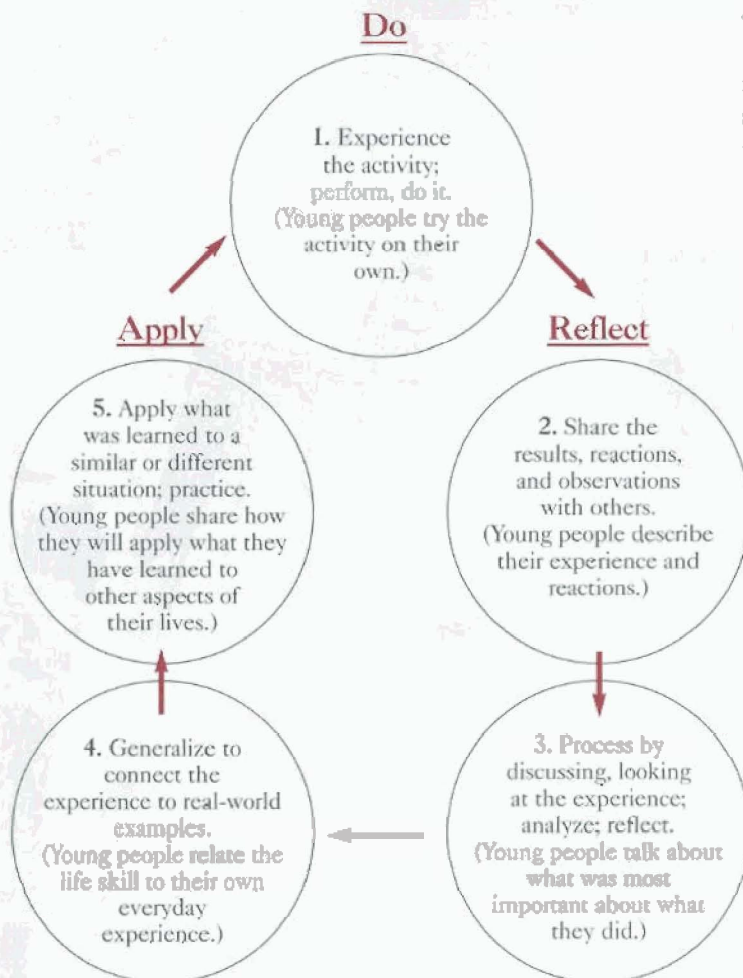 Do
1. Experience
the activity;
perform, do it.
(Young people try the
activity on their
own.)
Apply
Reflect
5. Apply what
was learned to a
similar or different
situation; practice.
(Young people share how
they will apply what they
have learned to
other aspects of
their lives.)
2. Share the
results, reactions,
and observations
with others.
(Young people describe
their experience and
reactions.)
4. Generalize to
connect the
experience to real-world
examples.
(Young people relate the
life skill to their own
everyday
experience.)
3. Process by
discussing, looking
at the experience;
analyze; reflect.
(Young people talk about
what was most
important about what
they did.)